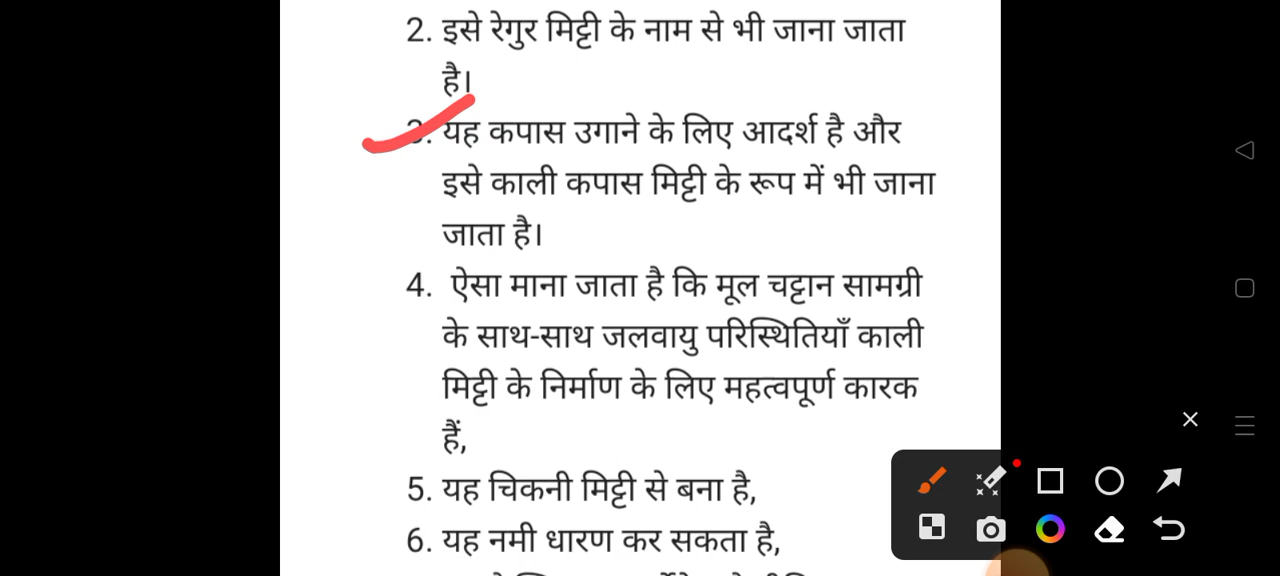 2. इसे रेगुर मिट्टी के नाम से भी जाना जाता
है।
3. यह कपास उगाने के लिए आदर्श है और
इसे काली कपास मिट्टी के रूप में भी जाना
जाता है।
4. ऐसा माना जाता है कि मूल चट्टान सामग्री
के साथ-साथ जलवायु परिस्थितियाँ काली
मिट्टी के निर्माण के लिए महत्वपूर्ण कारक
हैं,
5. यह चिकनी मिट्टी से बना है,
6. यह नमी धारण कर सकता है,